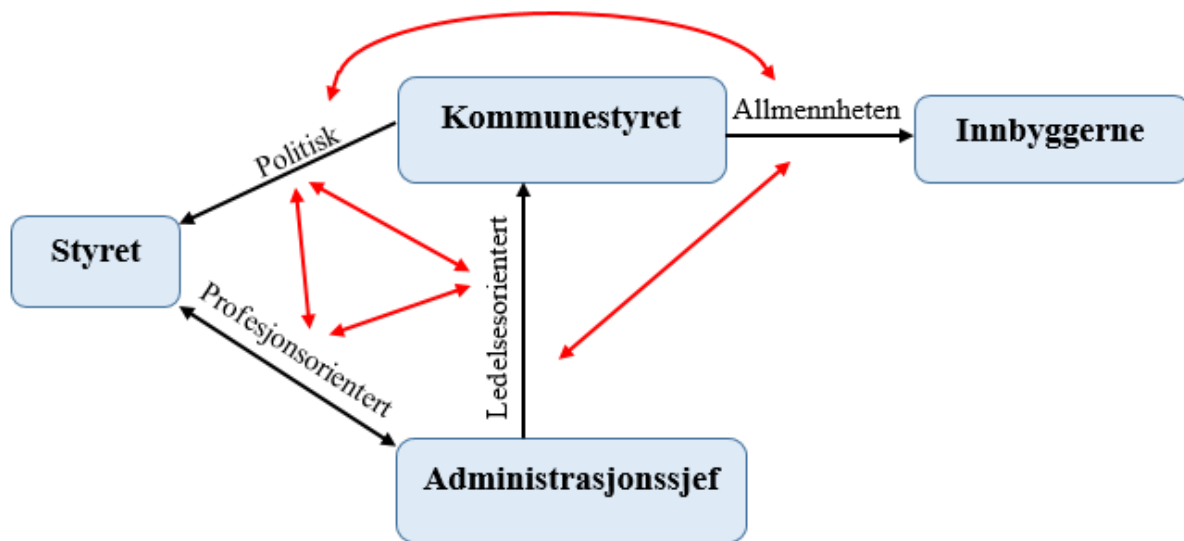 Kommunestyret
Allmennheten
Innbyggerne
Politisk
Styret
Profesjonsorientert
Ledelsesorientert
Administrasjonssjef